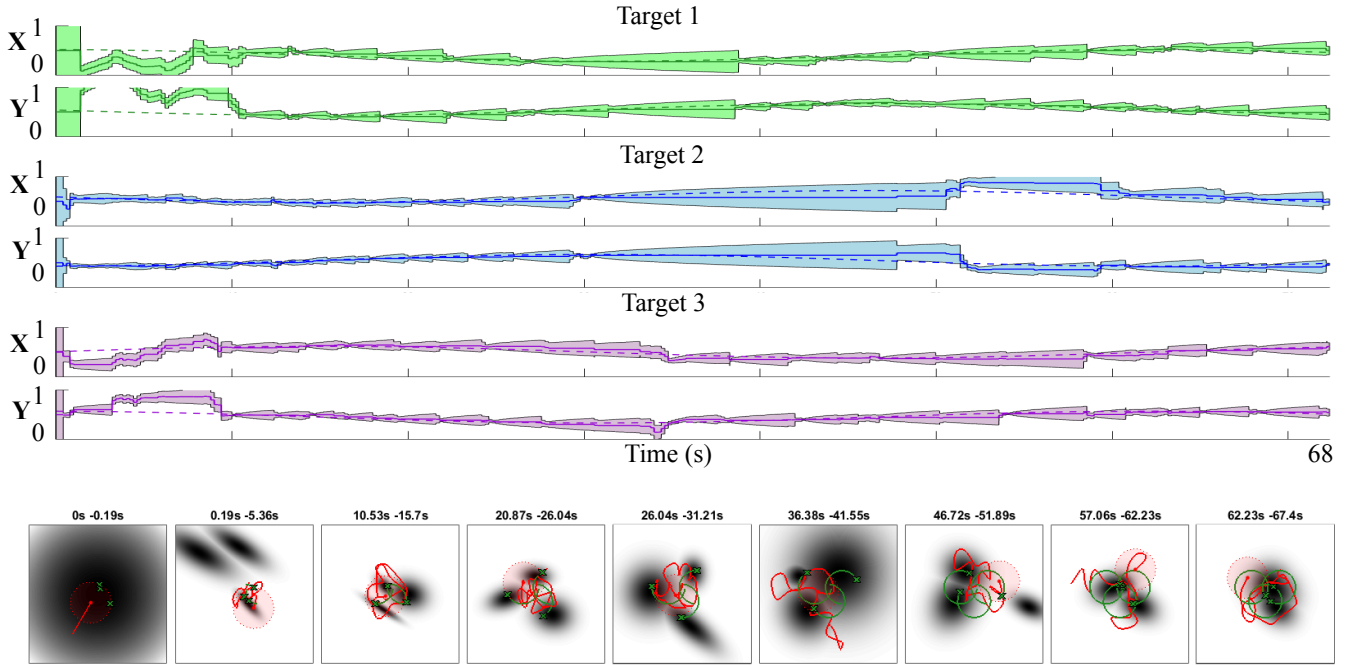 Target 1
X 1
0
Y 1
0
Target 2
X 1
0
Y 1
0
Target 3
X 1
0
Y 1
0
Time (s) 68
0s -0.19s 0.19s -5.36s 10.53s -15.7s 20.87s -26.04s 26.04s -31.21s 36.38s -41.55s 46.72s -51.89s 57.06s -62.23s 62.23s -67.4s